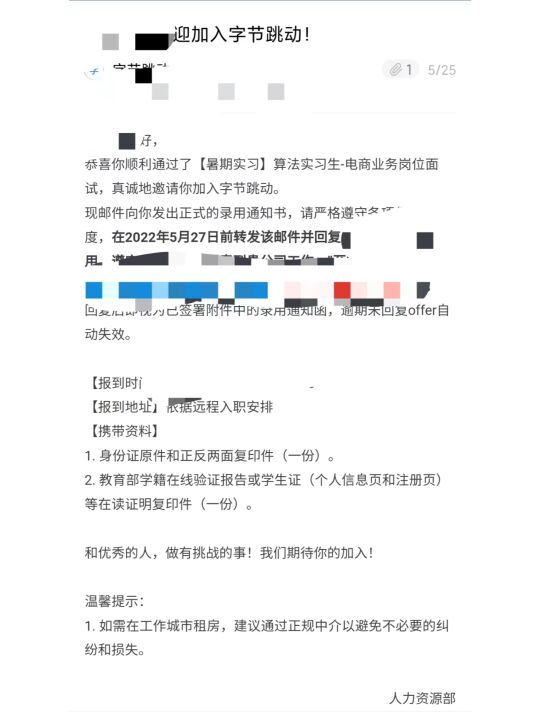 迎加入字节跳动！
1
5/25
好，
恭喜你顺利通过了【暑期实习】算法实习生-电商业务岗位面
试，真诚地邀请你加入字节跳动。
现邮件向你发出正式的录用通知书，请严格遵守
度，在2022年5月27日前转发该邮件并回复
用。
回复后即视为已签署附件中的录用通知函，逾期未回复offer自
动失效。
【报到时
【报到地址】依据远程入职安排
【携带资料】
1. 身份证原件和正反两面复印件（一份）。
2. 教育部学籍在线验证报告或学生证（个人信息页和注册页）
等在读证明复印件（一份）。
和优秀的人，做有挑战的事！我们期待你的加入！
温馨提示：
1. 如需在工作城市租房，建议通过正规中介以避免不必要的纠
纷和损失。
人力资源部